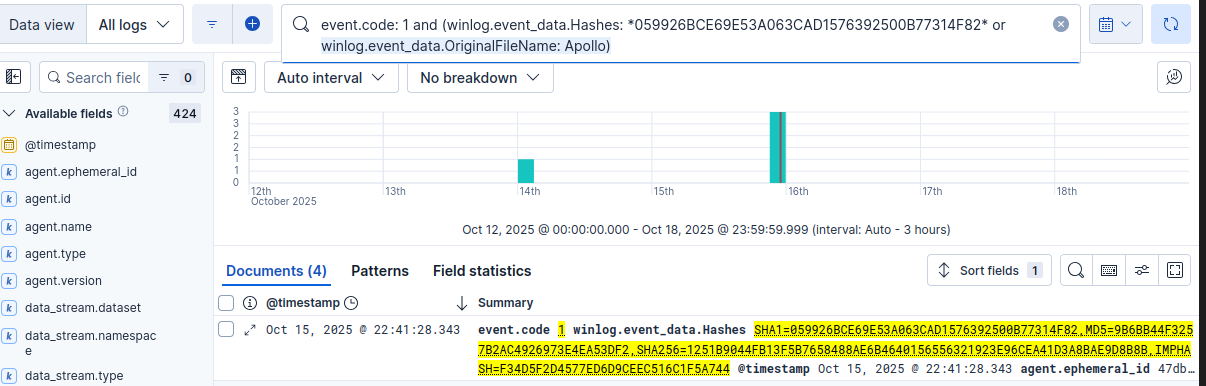 Data view
All logs
event.code: 1 and (winlog.event_data.Hashes: *059926BCE69E53A063CAD1576392500B77314F82* or
winlog.event_data.OriginalFileName: Apollo)
Search field
0
Auto interval
No breakdown
Available fields
424
@timestamp
agent.ephemeral_id
agent.id
agent.name
agent.type
agent.version
data_stream.dataset
data_stream.namespac
e
data_stream.type
3
3
2
2
1
1
0
12th
October 2025
13th
14th
15th
16th
17th
18th
Oct 12, 2025 @ 00:00:00.000 - Oct 18, 2025 @ 23:59:59.999 (interval: Auto - 3 hours)
Documents (4)
Patterns
Field statistics
Sort fields 1
@timestamp
Summary
Oct 15, 2025 @ 22:41:28.343
event.code 1 winlog.event_data.Hashes SHA1=059926BCE69E53A063CAD1576392500B77314F82,MD5=9B6BB44F325
7B2AC4926973E4EA53DF2,SHA256=1251B9044FB13F5B7658488AE6B4640156556321923E96CEA41D3A8BAE9D8B8B,IMPHA
SH=F34D5F2D4577ED6D9CEEC516C1F5A744 @timestamp Oct 15, 2025 @ 22:41:28.343 agent.ephemeral_id 47db…